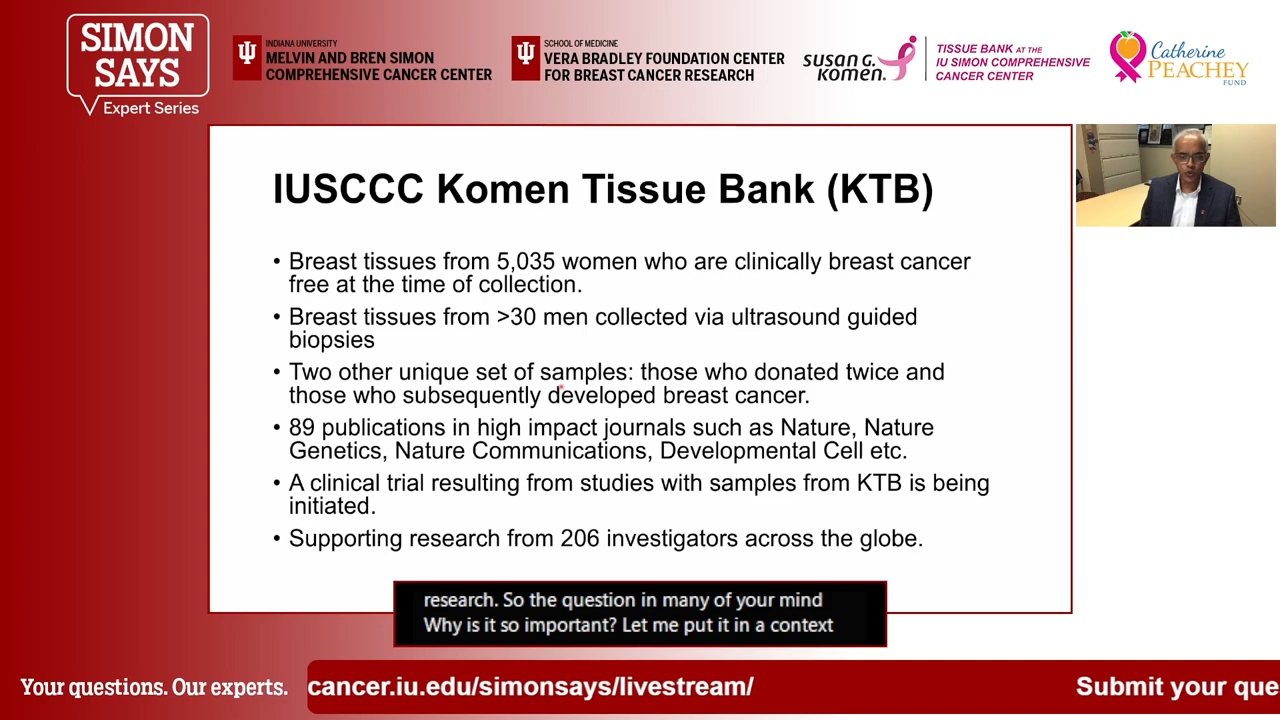 SIMON
SAYS
Expert Series
INDIANA UNIVERSITY
MELVIN AND BREN SIMON
COMPREHENSIVE CANCER CENTER
SCHOOL OF MEDICINE
VERA BRADLEY FOUNDATION CENTER
FOR BREAST CANCER RESEARCH
susan G.
komen.
TISSUE BANK AT THE
IU SIMON COMPREHENSIVE
CANCER CENTER
Catherine
PEACHEY
FUND
IUSCCC Komen Tissue Bank (KTB)
• Breast tissues from 5,035 women who are clinically breast cancer
free at the time of collection.
• Breast tissues from >30 men collected via ultrasound guided
biopsies
• Two other unique set of samples: those who donated twice and
those who subsequently developed breast cancer.
• 89 publications in high impact journals such as Nature, Nature
Genetics, Nature Communications, Developmental Cell etc.
• A clinical trial resulting from studies with samples from KTB is being
initiated.
• Supporting research from 206 investigators across the globe.
research. So the question in many of your mind
Why is it so important? Let me put it in a context
Your questions. Our experts.
cancer.iu.edu/simonsays/livestream/
Submit your que